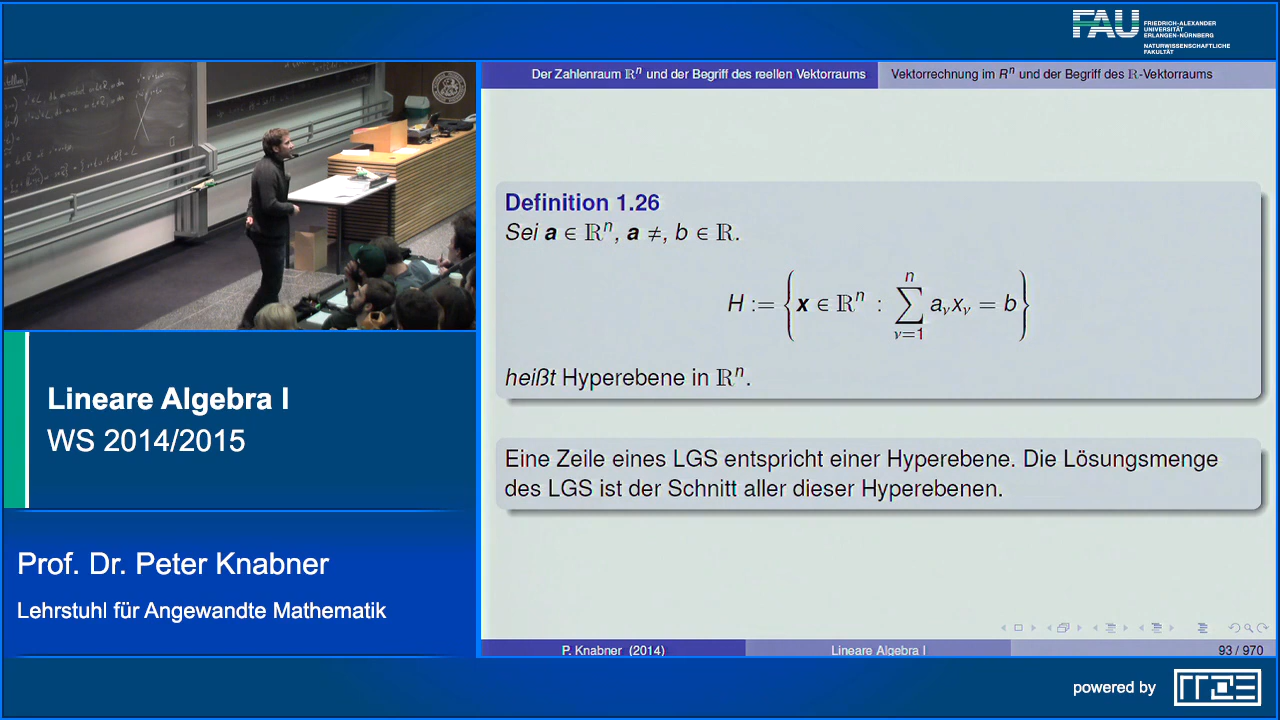 FAU FRIEDRICH-ALEXANDER
UNIVERSITÄT
ERLANGEN-NÜRNBERG
NATURWISSENSCHAFTLICHE
FAKULTÄT
Der Zahlenraum ℝⁿ und der Begriff des reellen Vektorraums
Vektorrechnung im Rⁿ und der Begriff des ℝ-Vektorraums
Definition 1.26
Sei a ∈ ℝⁿ, a ≠, b ∈ ℝ.
H := { x ∈ ℝⁿ : ∑_{ν=1}^{n} a_ν x_ν = b }
heißt Hyperebene in ℝⁿ.
Eine Zeile eines LGS entspricht einer Hyperebene. Die Lösungsmenge
des LGS ist der Schnitt aller dieser Hyperebenen.
P. Knabner (2014)
Lineare Algebra I
93 / 970
Lineare Algebra I
WS 2014/2015
Prof. Dr. Peter Knabner
Lehrstuhl für Angewandte Mathematik
powered by